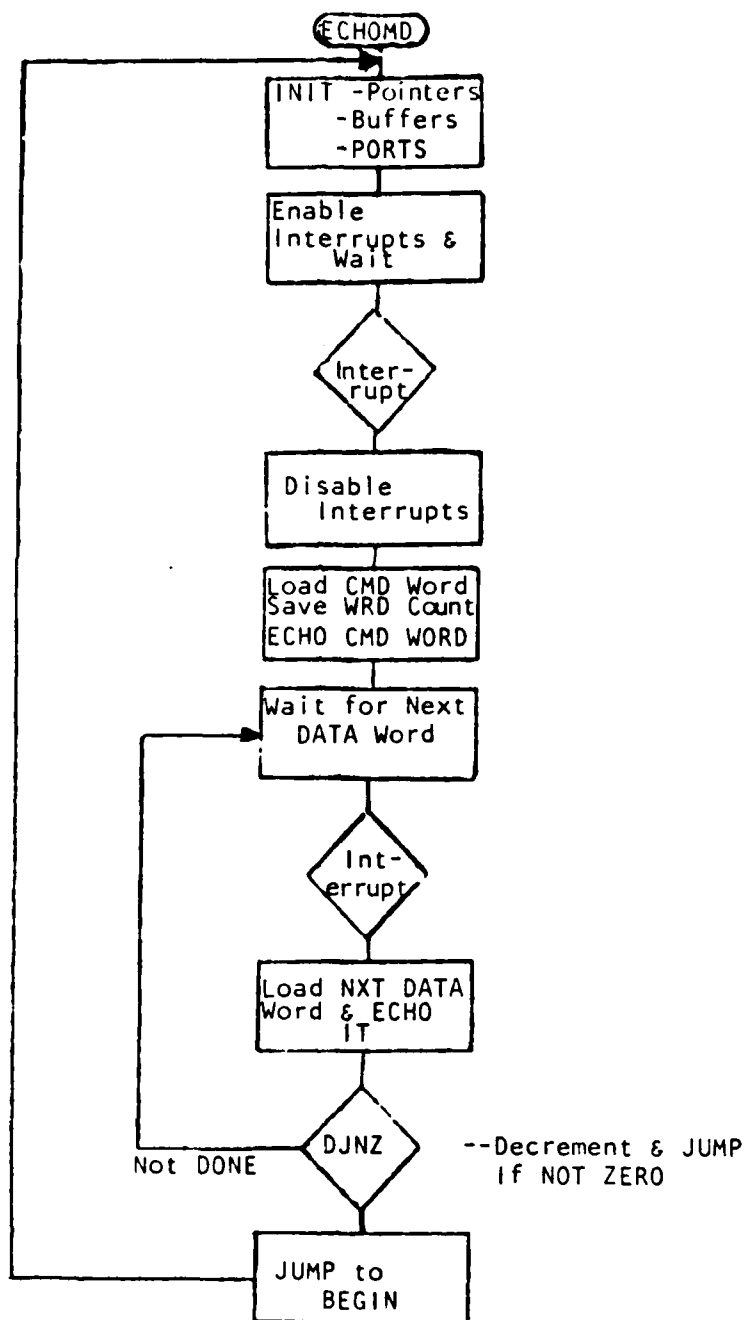 ECHOMD
INIT -Pointers
-Buffers
-PORTS
Enable
Interrupts &
Wait
Inter-
rupt
Disable
Interrupts
Load CMD Word
Save WRD Count
ECHO CMD WORD
Wait for Next
DATA Word
Int-
errupt
Load NXT DATA
Word & ECHO
IT
DJNZ
--Decrement & JUMP
If NOT ZERO
Not DONE
JUMP to
BEGIN